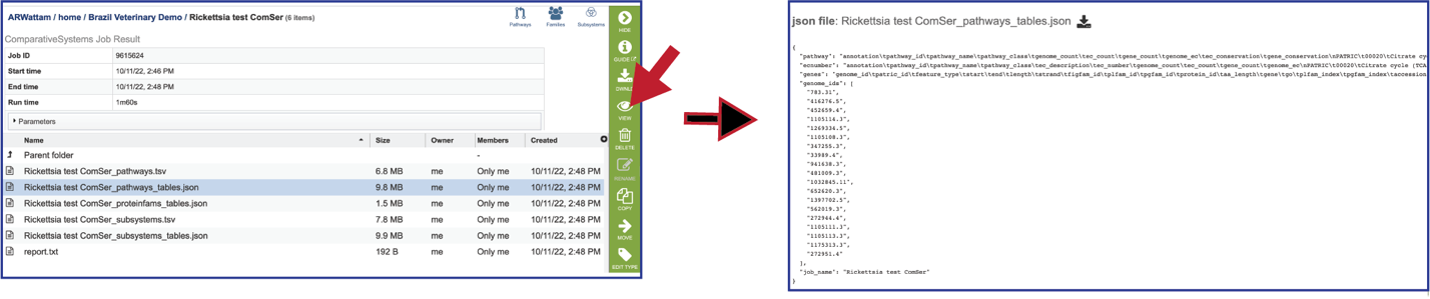 ARWattam / home / Brazil Veterinary Demo / Rickettsia test ComSer (6 items)
Pathways
Families
Subsystems
ComparativeSystems Job Result
Job ID 9615624
Start time 10/11/22, 2:46 PM
End time 10/11/22, 2:48 PM
Run time 1m60s
Parameters
Name Size Owner Members Created
Parent folder -
Rickettsia test ComSer_pathways.tsv 6.8 MB me Only me 10/11/22, 2:48 PM
Rickettsia test ComSer_pathways_tables.json 9.8 MB me Only me 10/11/22, 2:48 PM
Rickettsia test ComSer_proteinfams_tables.json 1.5 MB me Only me 10/11/22, 2:48 PM
Rickettsia test ComSer_subsystems.tsv 7.8 MB me Only me 10/11/22, 2:48 PM
Rickettsia test ComSer_subsystems_tables.json 9.9 MB me Only me 10/11/22, 2:48 PM
report.txt 192 B me Only me 10/11/22, 2:48 PM
HIDE
GUIDE
VIEW
DELETE
RENAME
COPY
MOVE
EDIT TYPE
json file: Rickettsia test ComSer_pathways_tables.json
{
"pathway": "annotation\tpathway_id\tpathway_name\tpathway_class\tgenome_count\tec_count\tgene_count\tgenome_ec\tec_conservation\tgene_conservation\nPATRIC\t00020\tCitrate cy
"ecnumber": "annotation\tpathway_id\tpathway_name\tpathway_class\tec_description\tec_number\tgenome_count\tec_count\tgene_count\tgenome_ec\nPATRIC\t00020\tCitrate cycle (TCA
"genes": "genome_id\tpatric_id\tfeature_type\tstart\tend\tlength\tstrand\tfigfam_id\tplfam_id\tpgfam_id\tprotein_id\taa_length\tgene\tgo\tplfam_index\tpgfam_index\taccession
"genome_ids": [
"783.31",
"416276.5",
"452659.4",
"1105114.3",
"1269334.5",
"1105108.3",
"347255.3",
"33989.4",
"941638.3",
"481009.3",
"1032845.11",
"652620.3",
"1397702.5",
"562019.3",
"272944.4",
"1105111.3",
"1105113.3",
"1175313.3",
"272951.4"
],
"job_name": "Rickettsia test ComSer"
}